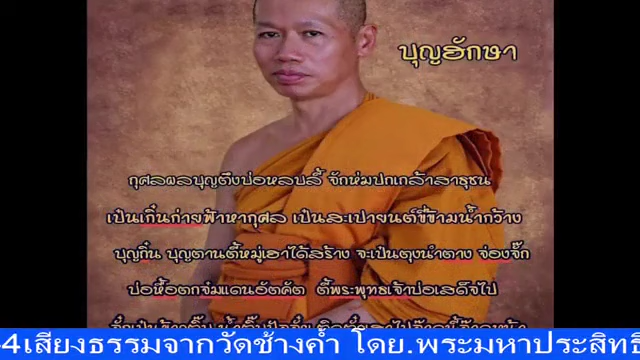 บุญฮักษา
กุศลผลบุญตึงบ่อหลบลี้ จักห่มปกเกล้าสาธุชน
เป๋นเกิ๋นก่ายฟ้าหากุศล เป๋นสะเปายนต์ขี่ข้ามน้ำกว้าง
บุญกิ๋น บุญตานตี้หมู่เฮาได้สร้าง จะเป๋นตุงนำตาง จ่องจั๊ก
บ่อหื้อตกจ๋มแดนอัตคัต ตี้พระพุทธเจ้าบ่อเสด็จไป
4เสียงธรรมจากวัดช้างค้ำ โดย.พระมหาประสิทธิ